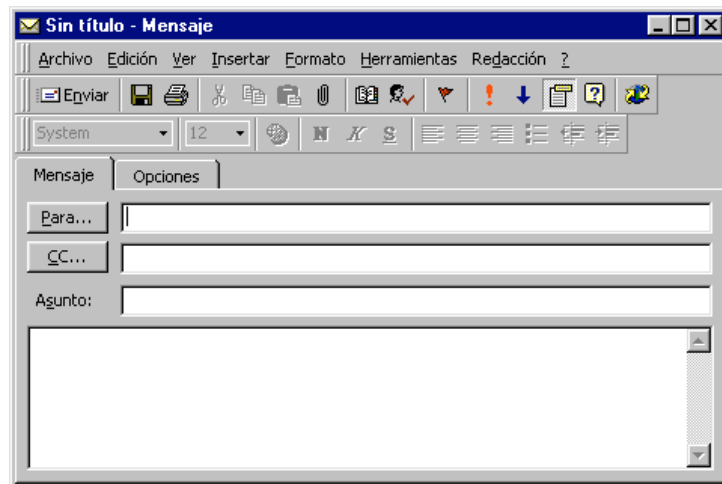 Sin título - Mensaje
Archivo Edición Ver Insertar Formato Herramientas Redacción ?
Enviar
System 12 N K S
Mensaje Opciones
Para...
CC...
Asunto: